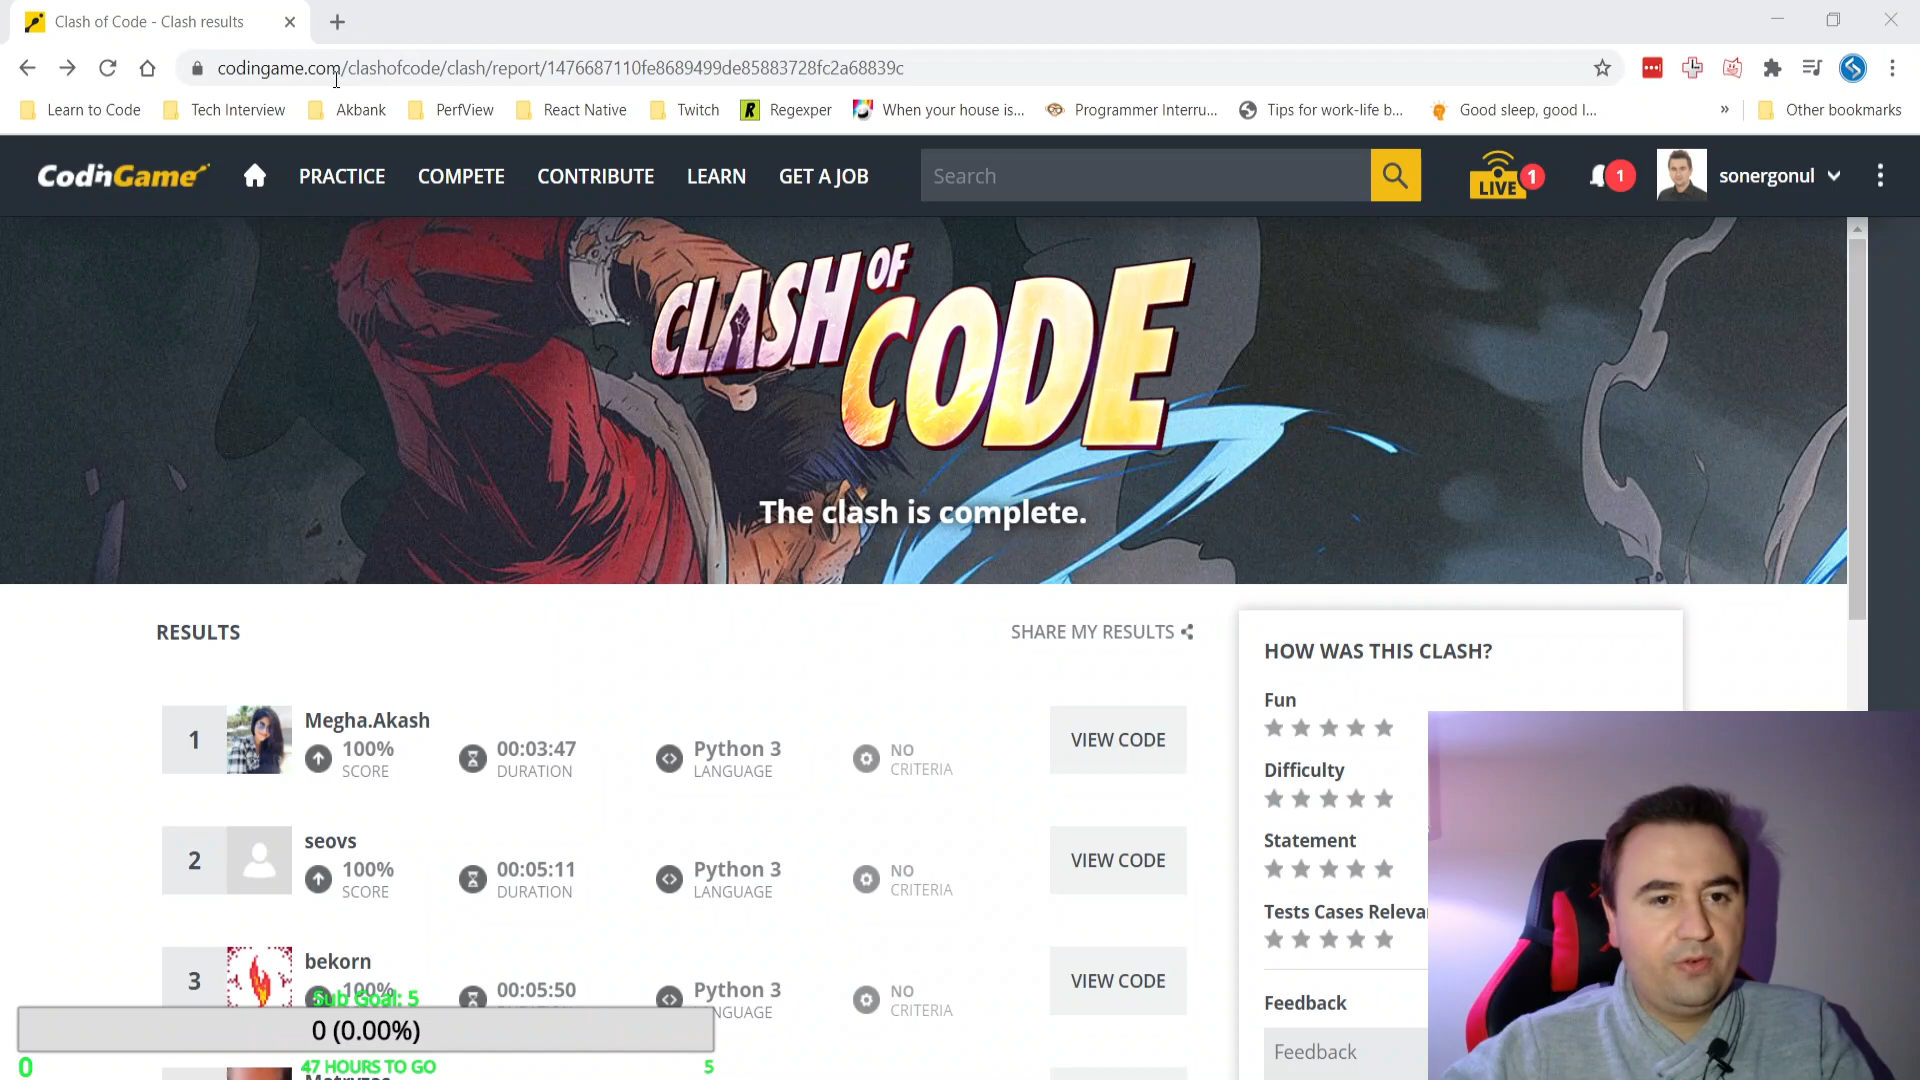 Clash of Code - Clash results
codingame.com/clashofcode/clash/report/1476687110fe8689499de85883728fc2a68839c
Learn to Code Tech Interview Akbank PerfView React Native Twitch Regexper When your house is... Programmer Interru... Tips for work-life b... Good sleep, good l... » Other bookmarks
CodinGame PRACTICE COMPETE CONTRIBUTE LEARN GET A JOB Search LIVE 1 1 sonergonul
CLASH OF CODE
The clash is complete.
RESULTS SHARE MY RESULTS
1 Megha.Akash
100% 00:03:47 Python 3 NO
SCORE DURATION LANGUAGE CRITERIA
VIEW CODE
2 seovs
100% 00:05:11 Python 3 NO
SCORE DURATION LANGUAGE CRITERIA
VIEW CODE
3 bekorn
100% 00:05:50 Python 3 NO
NGUAGE CRITERIA
VIEW CODE
HOW WAS THIS CLASH?
Fun
Difficulty
Statement
Tests Cases Releva
Feedback
Feedback
Sub Goal: 5
0 (0.00%)
0 47 HOURS TO GO 5